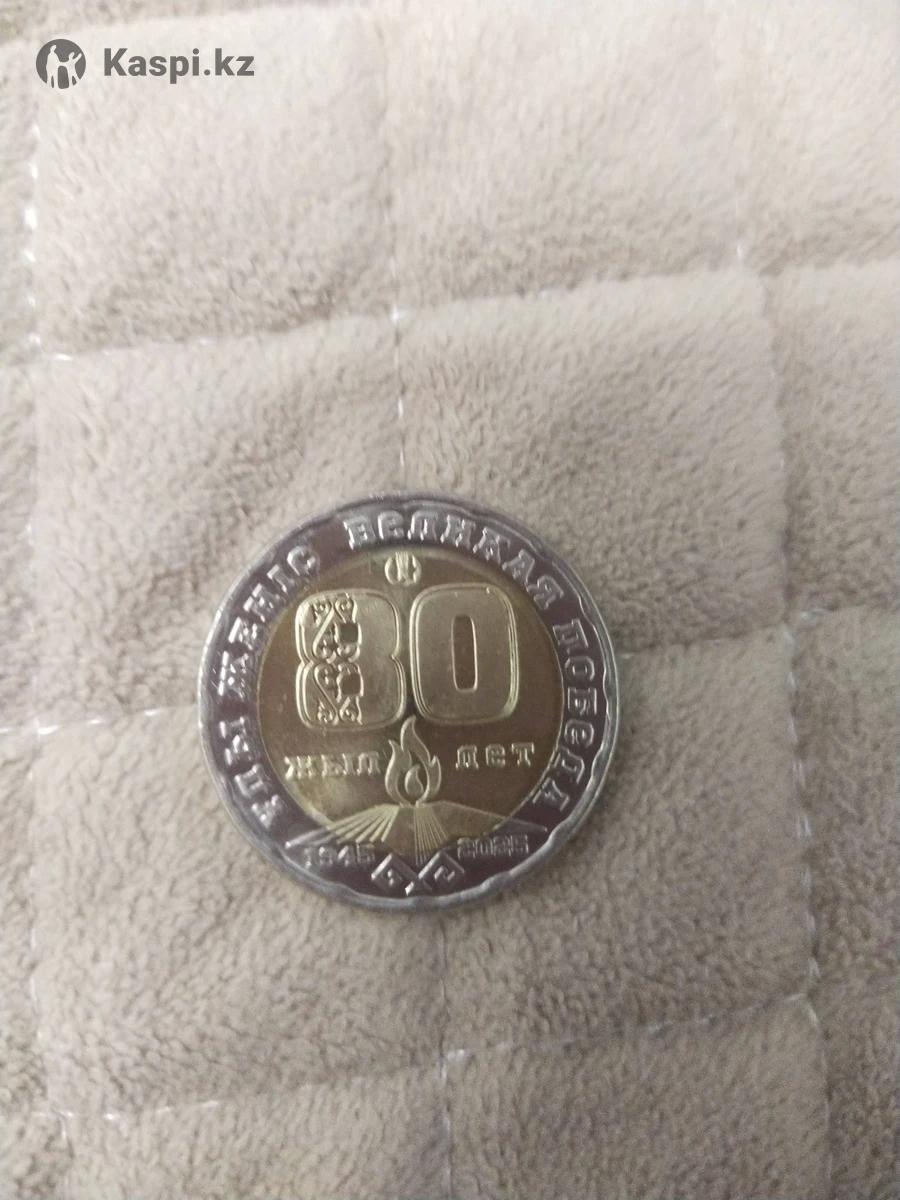 Kaspi.kz
ҰЛЫ ЖЕҢІС ВЕЛИКАЯ ПОБЕДА
80
ЖЫЛ ЛЕТ
1945 2025